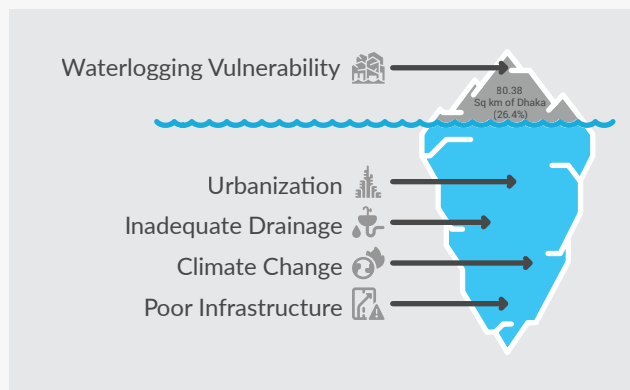 Waterlogging Vulnerability
80.38
Sq km of Dhaka
(26.4%)
Urbanization
Inadequate Drainage
Climate Change
Poor Infrastructure